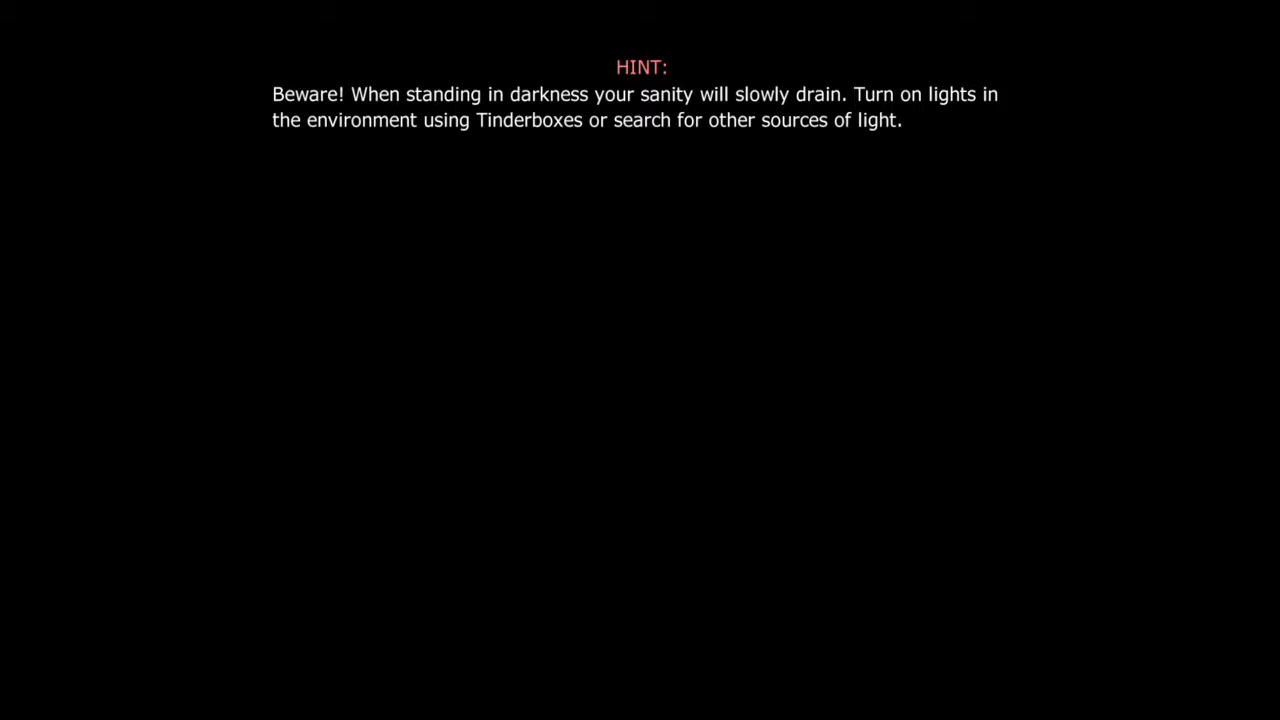 HINT:
Beware! When standing in darkness your sanity will slowly drain. Turn on lights in
the environment using Tinderboxes or search for other sources of light.